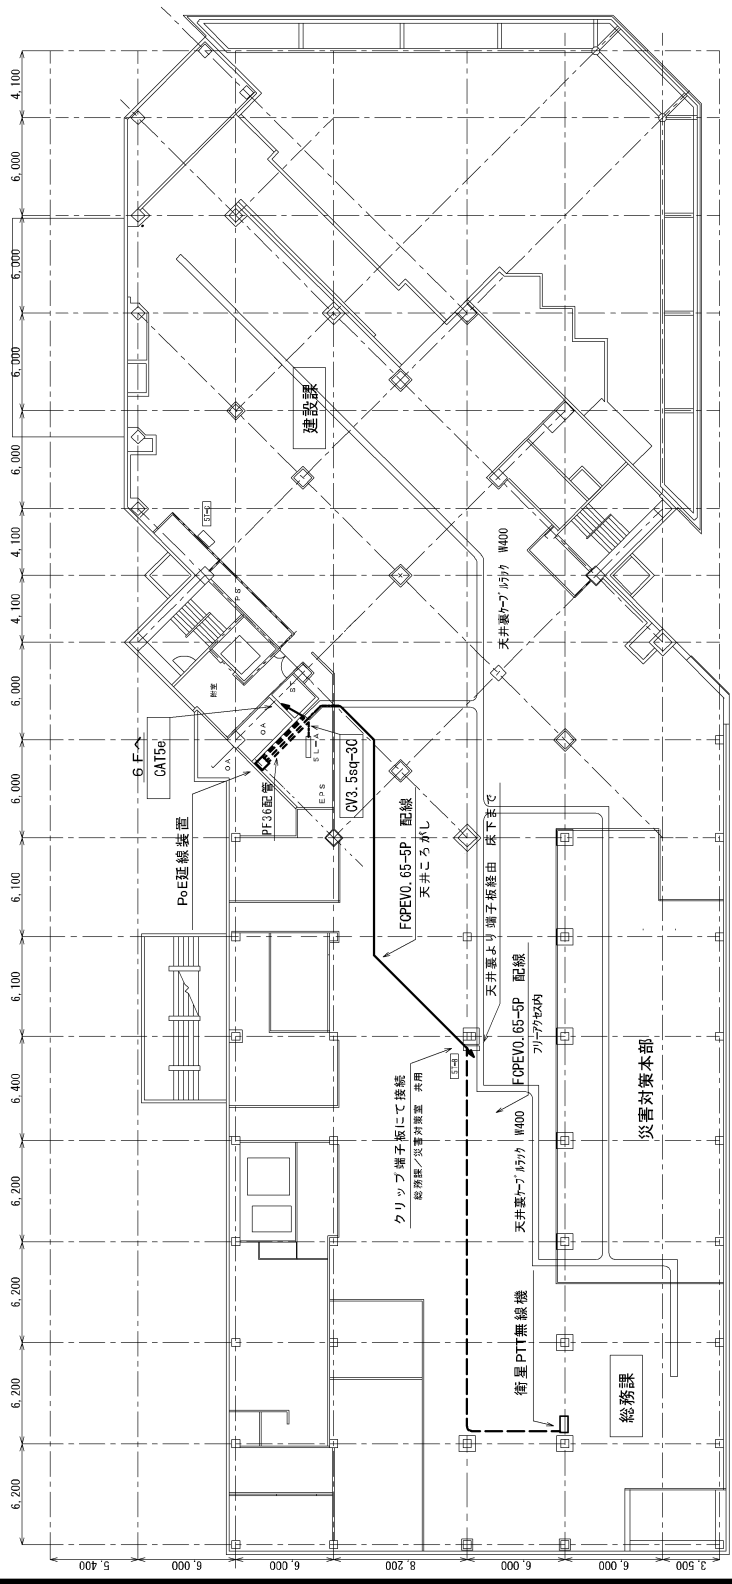 4,100
6,000
6,000
6,000
6,000
4,100
4,100
6,000
6,000
6,100
6,100
6,400
6,200
6,200
6,200
6,200
5,400
6,000
6,000
8,200
6,000
6,000
3,500
建設課
ST-C
PS
附室
ST
OA
OA
5L-A
EPS
6Fへ
CAT5e
PoE延線装置
PF36配管
CV3.5sq-3C
FCPEV0.65-5P 配線
天井ころがし
天井裏ケーブルラック W400
天井裏より端子板経由 床下まで
FCPEV0.65-5P 配線
フリーアクセス内
ST-B
クリップ端子板にて接続
総務課/災害対策室 共用
天井裏ケーブルラック W400
災害対策本部
衛星PTT無線機
総務課